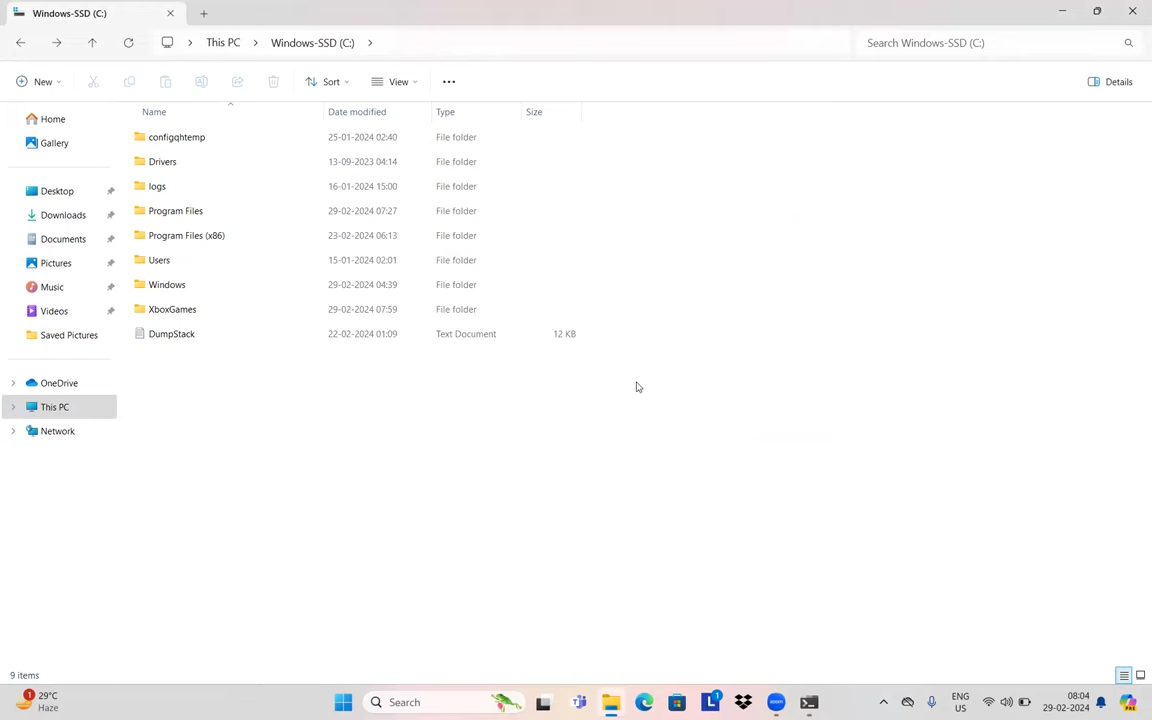 Windows-SSD (C:)
This PC > Windows-SSD (C:) >
Search Windows-SSD (C:)
New
Sort
View
Details
Name Date modified Type Size
Home
Gallery
Desktop
Downloads
Documents
Pictures
Music
Videos
Saved Pictures
OneDrive
This PC
Network
configqhtemp 25-01-2024 02:40 File folder
Drivers 13-09-2023 04:14 File folder
logs 16-01-2024 15:00 File folder
Program Files 29-02-2024 07:27 File folder
Program Files (x86) 23-02-2024 06:13 File folder
Users 15-01-2024 02:01 File folder
Windows 29-02-2024 04:39 File folder
XboxGames 29-02-2024 07:59 File folder
DumpStack 22-02-2024 01:09 Text Document 12 KB
9 items
1
29°C
Haze
Search
L 1
zoom
ENG
US
08:04
29-02-2024
PRE